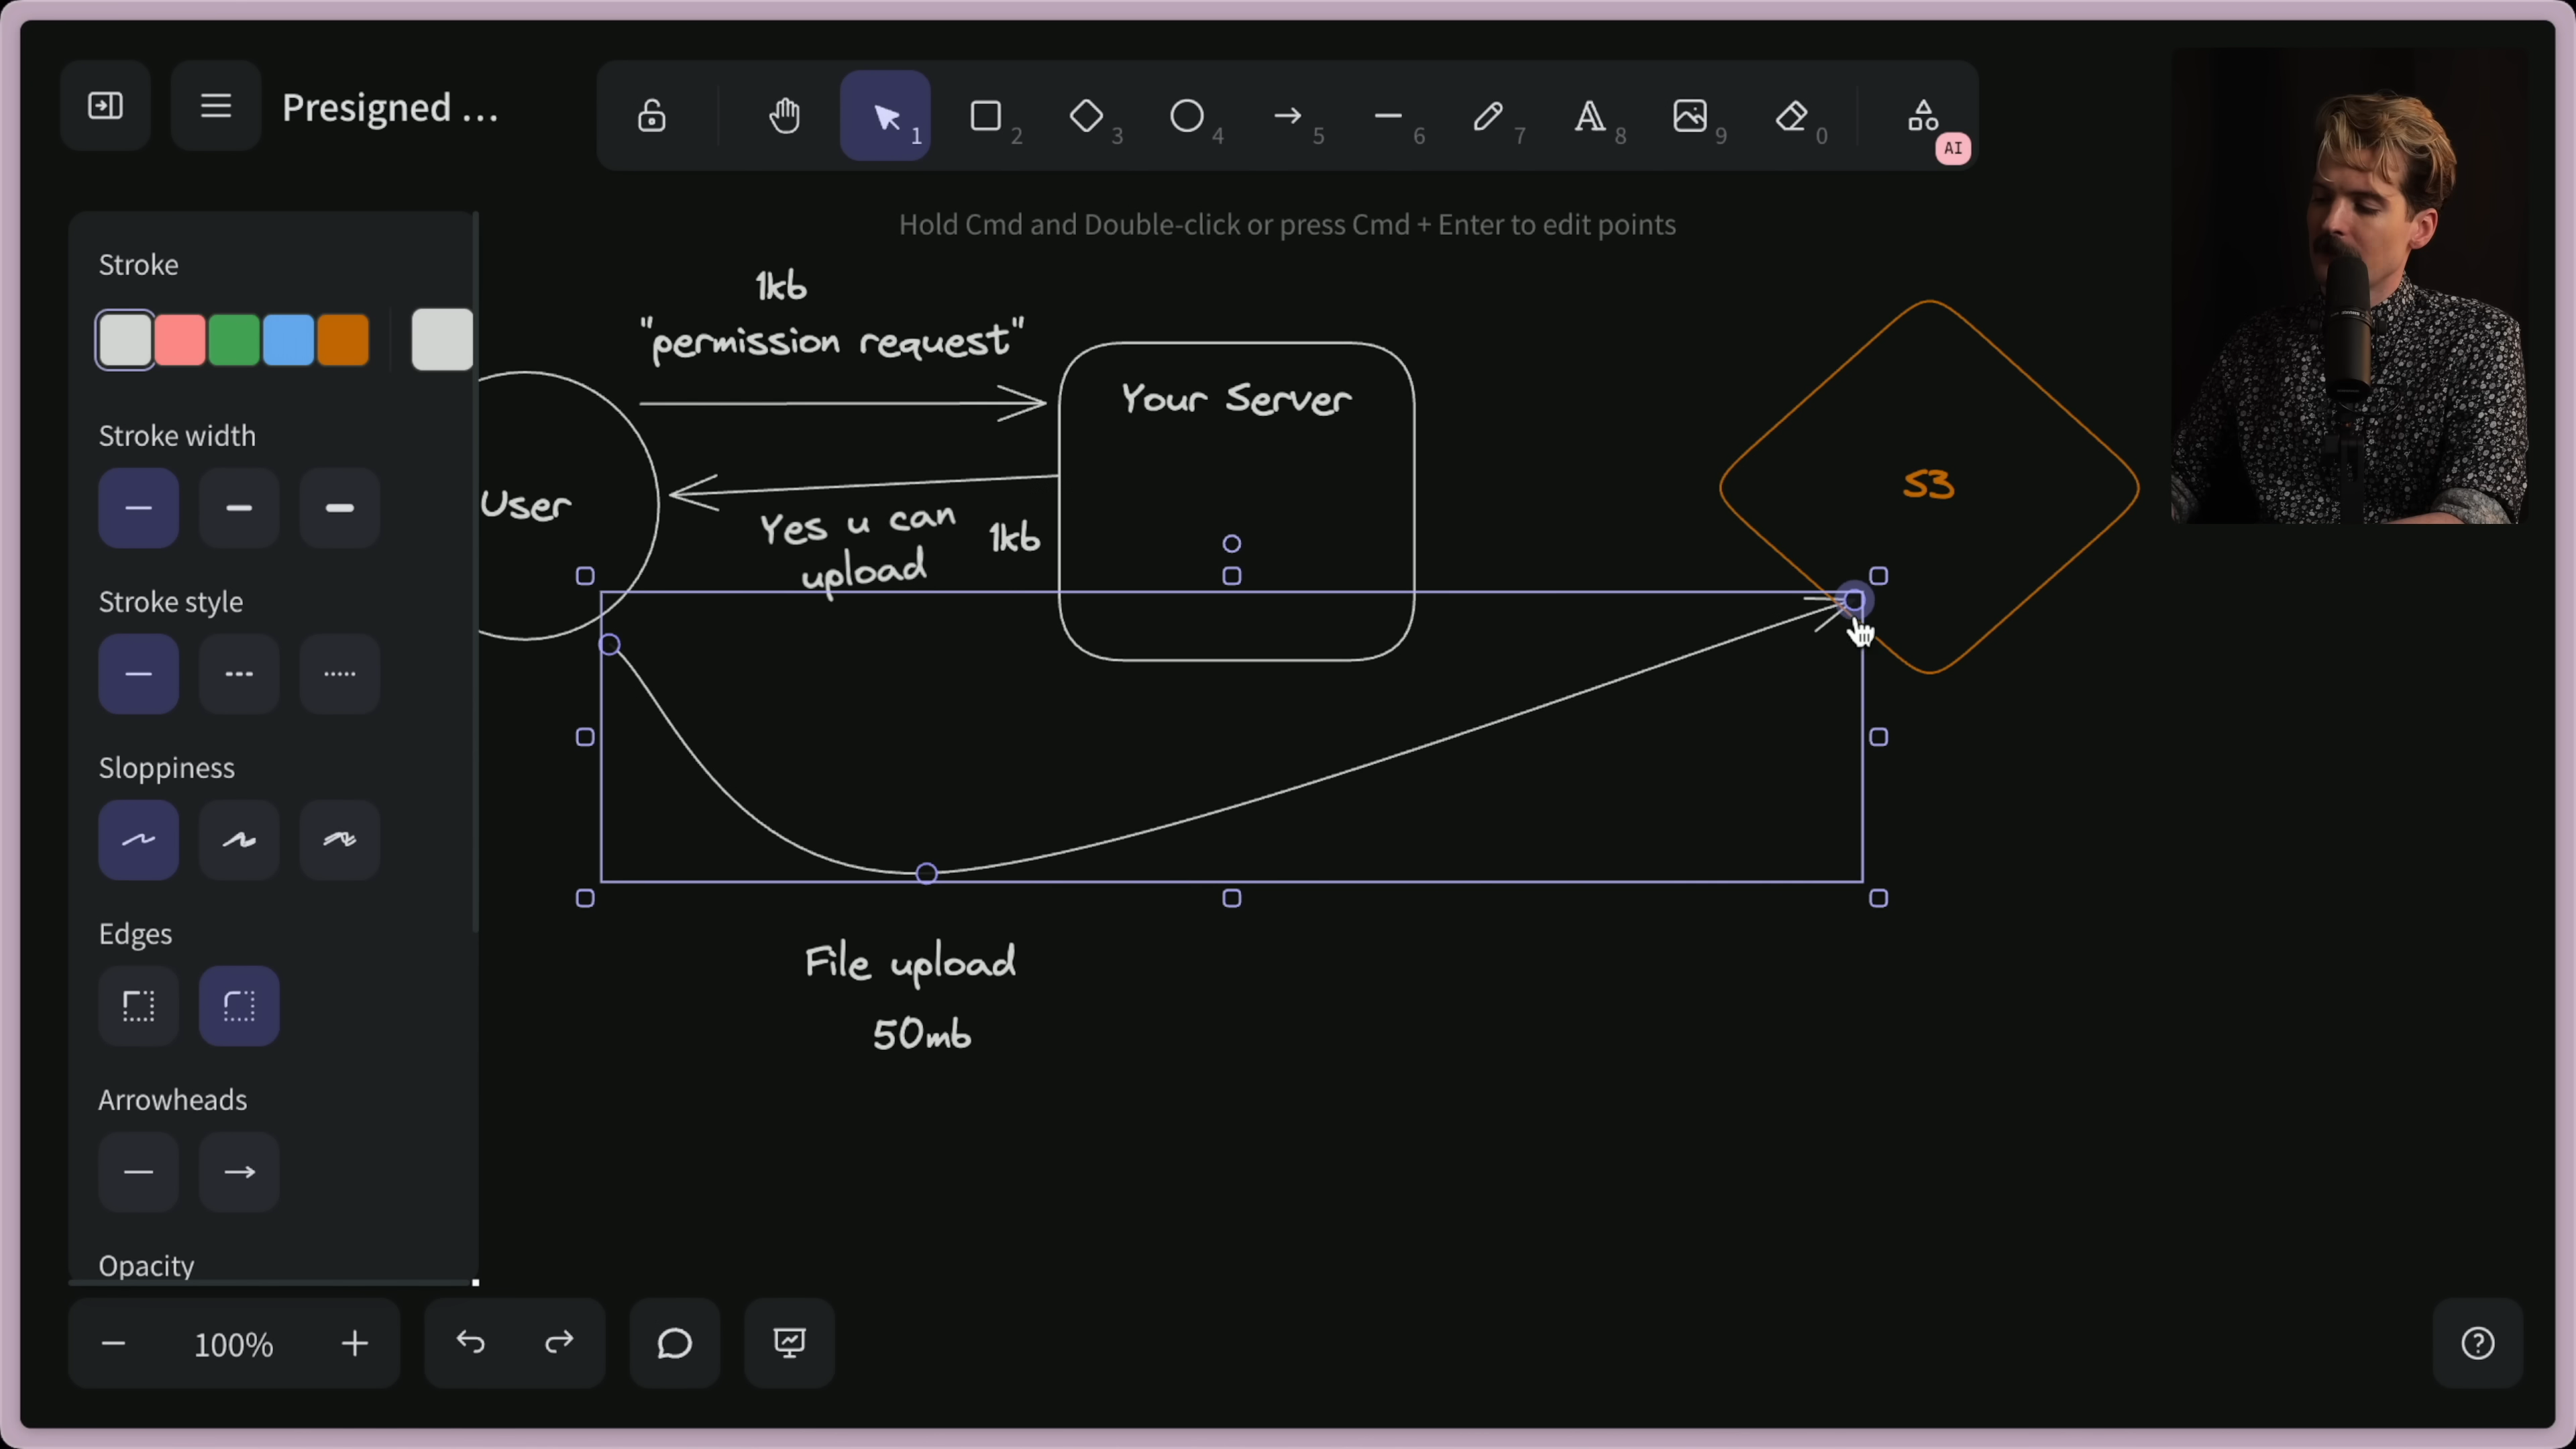 Presigned ...
1
2
3
4
5
6
7
8
9
0
AI
Hold Cmd and Double-click or press Cmd + Enter to edit points
Stroke
Stroke width
Stroke style
Sloppiness
Edges
Arrowheads
Opacity
1kb
"permission request"
Your Server
User
Yes u can
upload
1kb
S3
File upload
50mb
100%